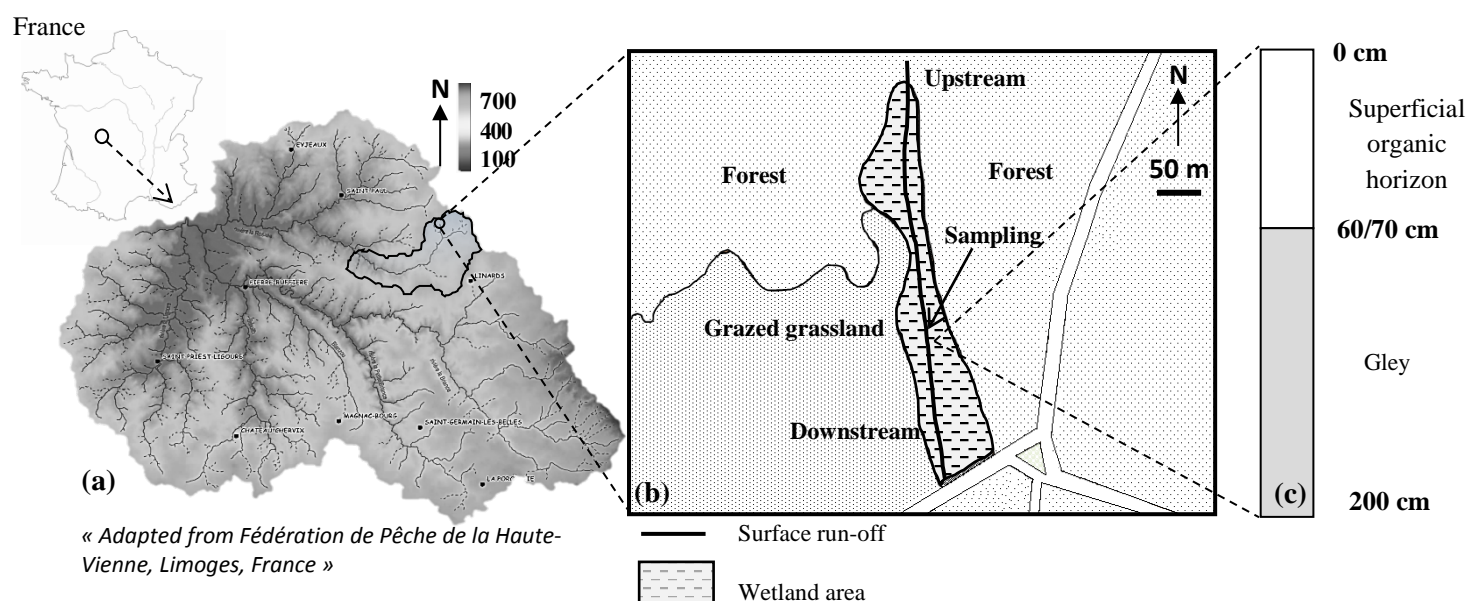 France
N
700
400
100
EYJEAUX
SAINT PAUL
LINARDS
PIERRE BUFFIERE
SAINT PRIEST-LIGOURE
MAGNAC-BOURG
SAINT-GERMAIN-LES-BELLES
CHATEAU-CHERVIX
(a)
« Adapted from Fédération de Pêche de la Haute-
Vienne, Limoges, France »
Upstream
N
50 m
Forest
Forest
Sampling
Grazed grassland
Downstream
(b)
Surface run-off
Wetland area
0 cm
Superficial
organic
horizon
60/70 cm
Gley
(c)
200 cm